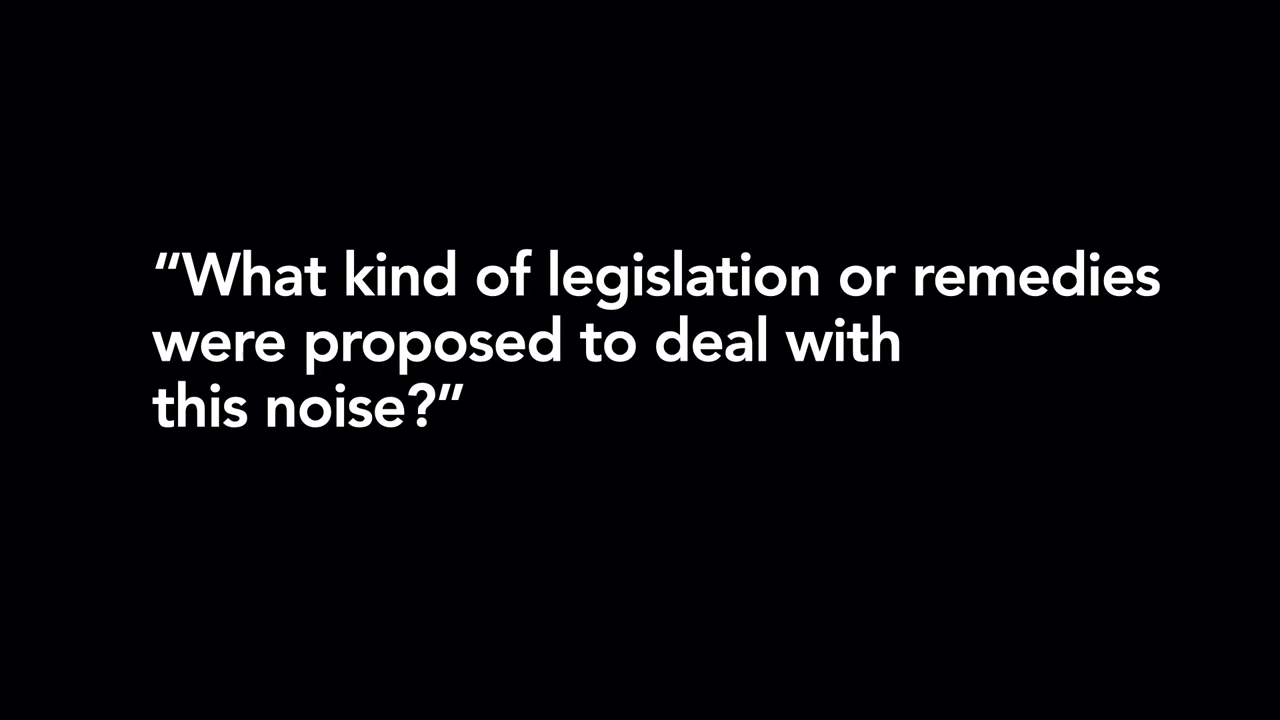 “What kind of legislation or remedies
were proposed to deal with
this noise?”